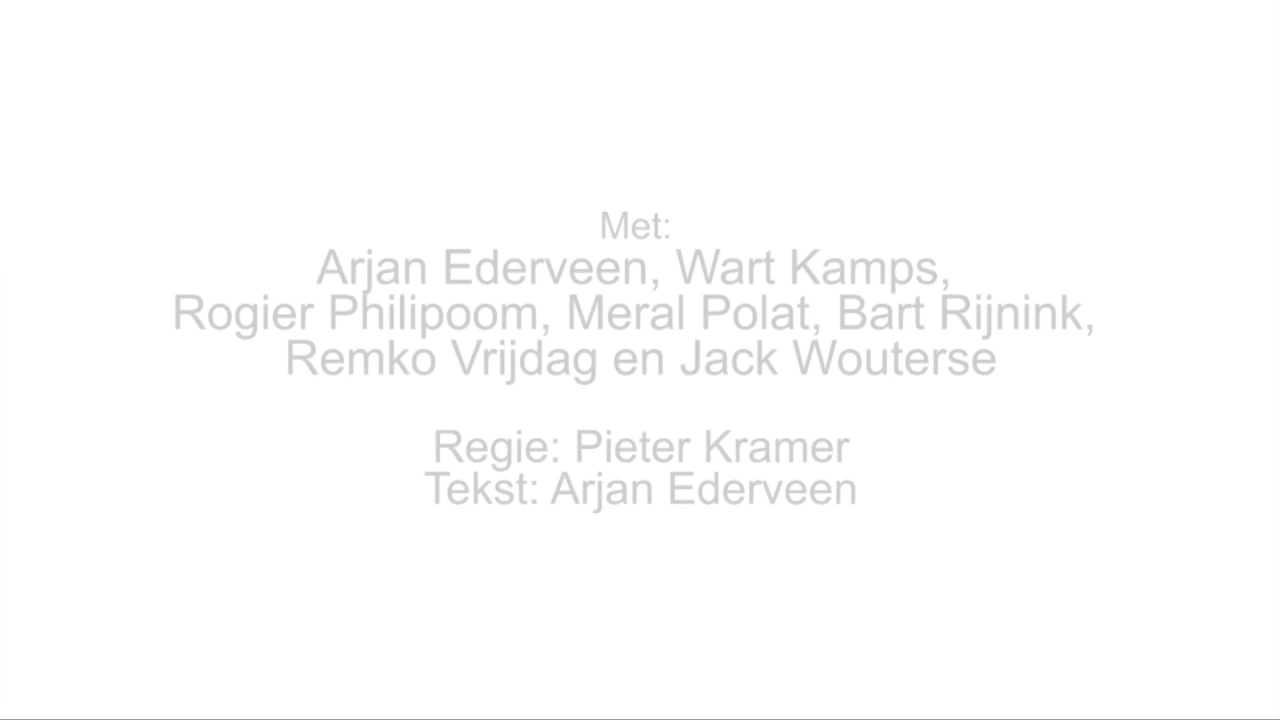 Met:
Arjan Ederveen, Wart Kamps,
Rogier Philipoom, Meral Polat, Bart Rijnink,
Remko Vrijdag en Jack Wouterse
Regie: Pieter Kramer
Tekst: Arjan Ederveen